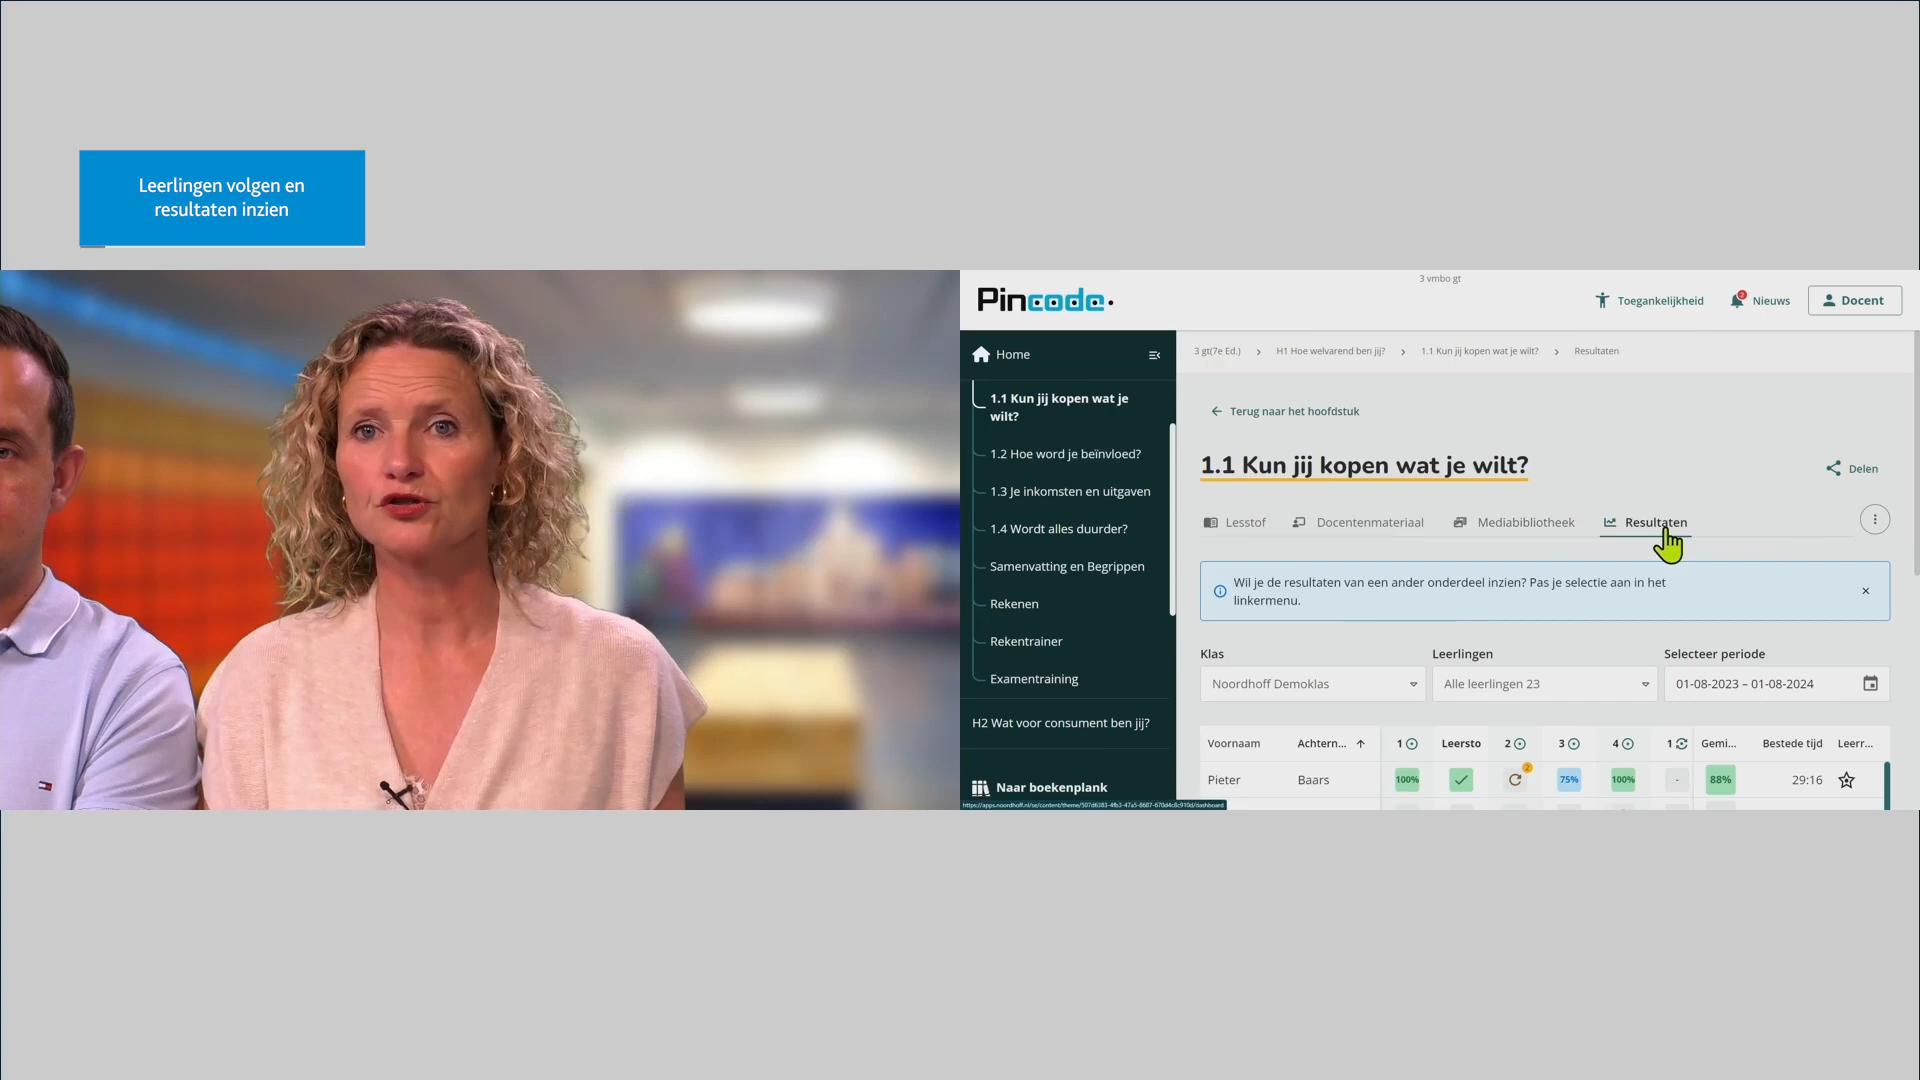 Leerlingen volgen en
resultaten inzien
3 vmbo gt
Pincode.
Toegankelijkheid
2
Nieuws
Docent
Home
1.1 Kun jij kopen wat je
wilt?
1.2 Hoe word je beïnvloed?
1.3 Je inkomsten en uitgaven
1.4 Wordt alles duurder?
Samenvatting en Begrippen
Rekenen
Rekentrainer
Examentraining
H2 Wat voor consument ben jij?
Naar boekenplank
3 gt(7e Ed.) > H1 Hoe welvarend ben jij? > 1.1 Kun jij kopen wat je wilt? > Resultaten
Terug naar het hoofdstuk
1.1 Kun jij kopen wat je wilt?
Delen
Lesstof Docentenmateriaal Mediabibliotheek Resultaten
Wil je de resultaten van een ander onderdeel inzien? Pas je selectie aan in het
linkermenu.
Klas Leerlingen Selecteer periode
Noordhoff Demoklas Alle leerlingen 23 01-08-2023 – 01-08-2024
Voornaam Achtern... 1 Leersto 2 3 4 1 Gemi... Bestede tijd Leerr...
Pieter Baars 100% 2 75% 100% - 88% 29:16